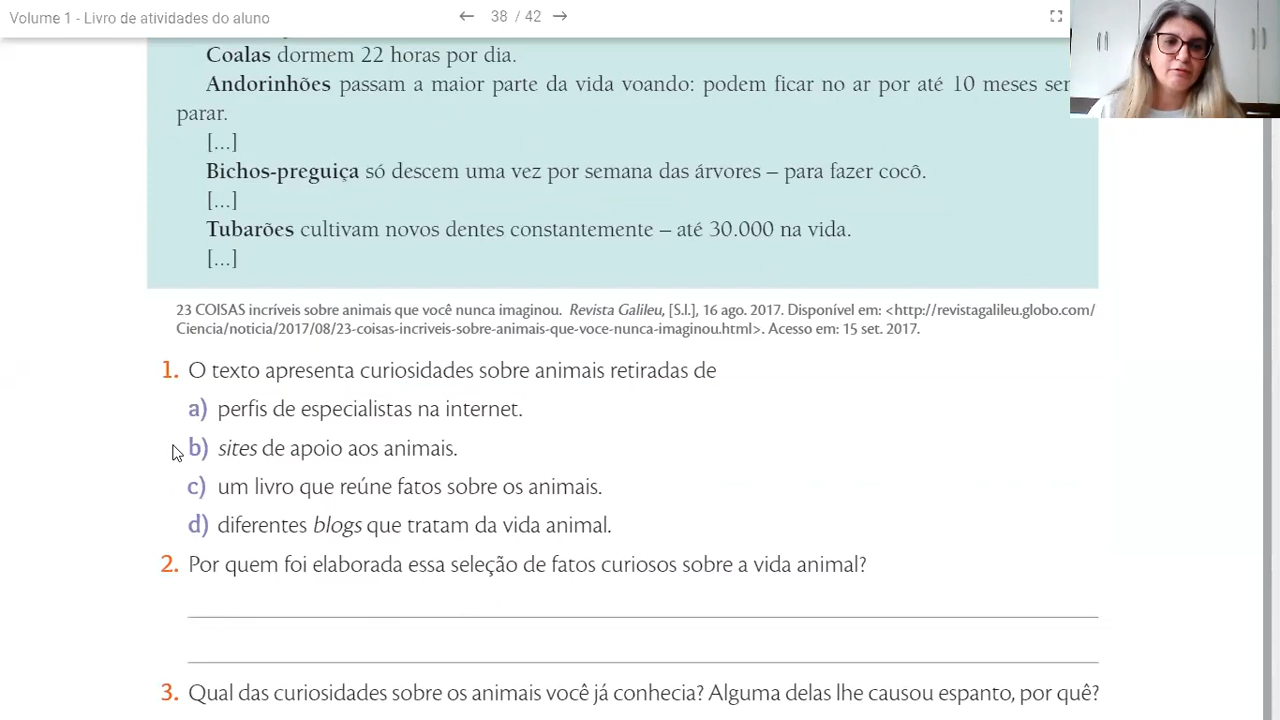 Volume 1 - Livro de atividades do aluno
38 / 42
Coalas dormem 22 horas por dia.
Andorinhões passam a maior parte da vida voando: podem ficar no ar por até 10 meses
parar.
[...]
Bichos-preguiça só descem uma vez por semana das árvores – para fazer cocô.
[...]
Tubarões cultivam novos dentes constantemente – até 30.000 na vida.
[...]
23 COISAS incríveis sobre animais que você nunca imaginou. Revista Galileu, [S.l.], 16 ago. 2017. Disponível em: <http://revistagalileu.globo.com/
Ciencia/noticia/2017/08/23-coisas-incriveis-sobre-animais-que-voce-nunca-imaginou.html>. Acesso em: 15 set. 2017.
1. O texto apresenta curiosidades sobre animais retiradas de
a) perfis de especialistas na internet.
b) sites de apoio aos animais.
c) um livro que reúne fatos sobre os animais.
d) diferentes blogs que tratam da vida animal.
2. Por quem foi elaborada essa seleção de fatos curiosos sobre a vida animal?
3. Qual das curiosidades sobre os animais você já conhecia? Alguma delas lhe causou espanto, por quê?